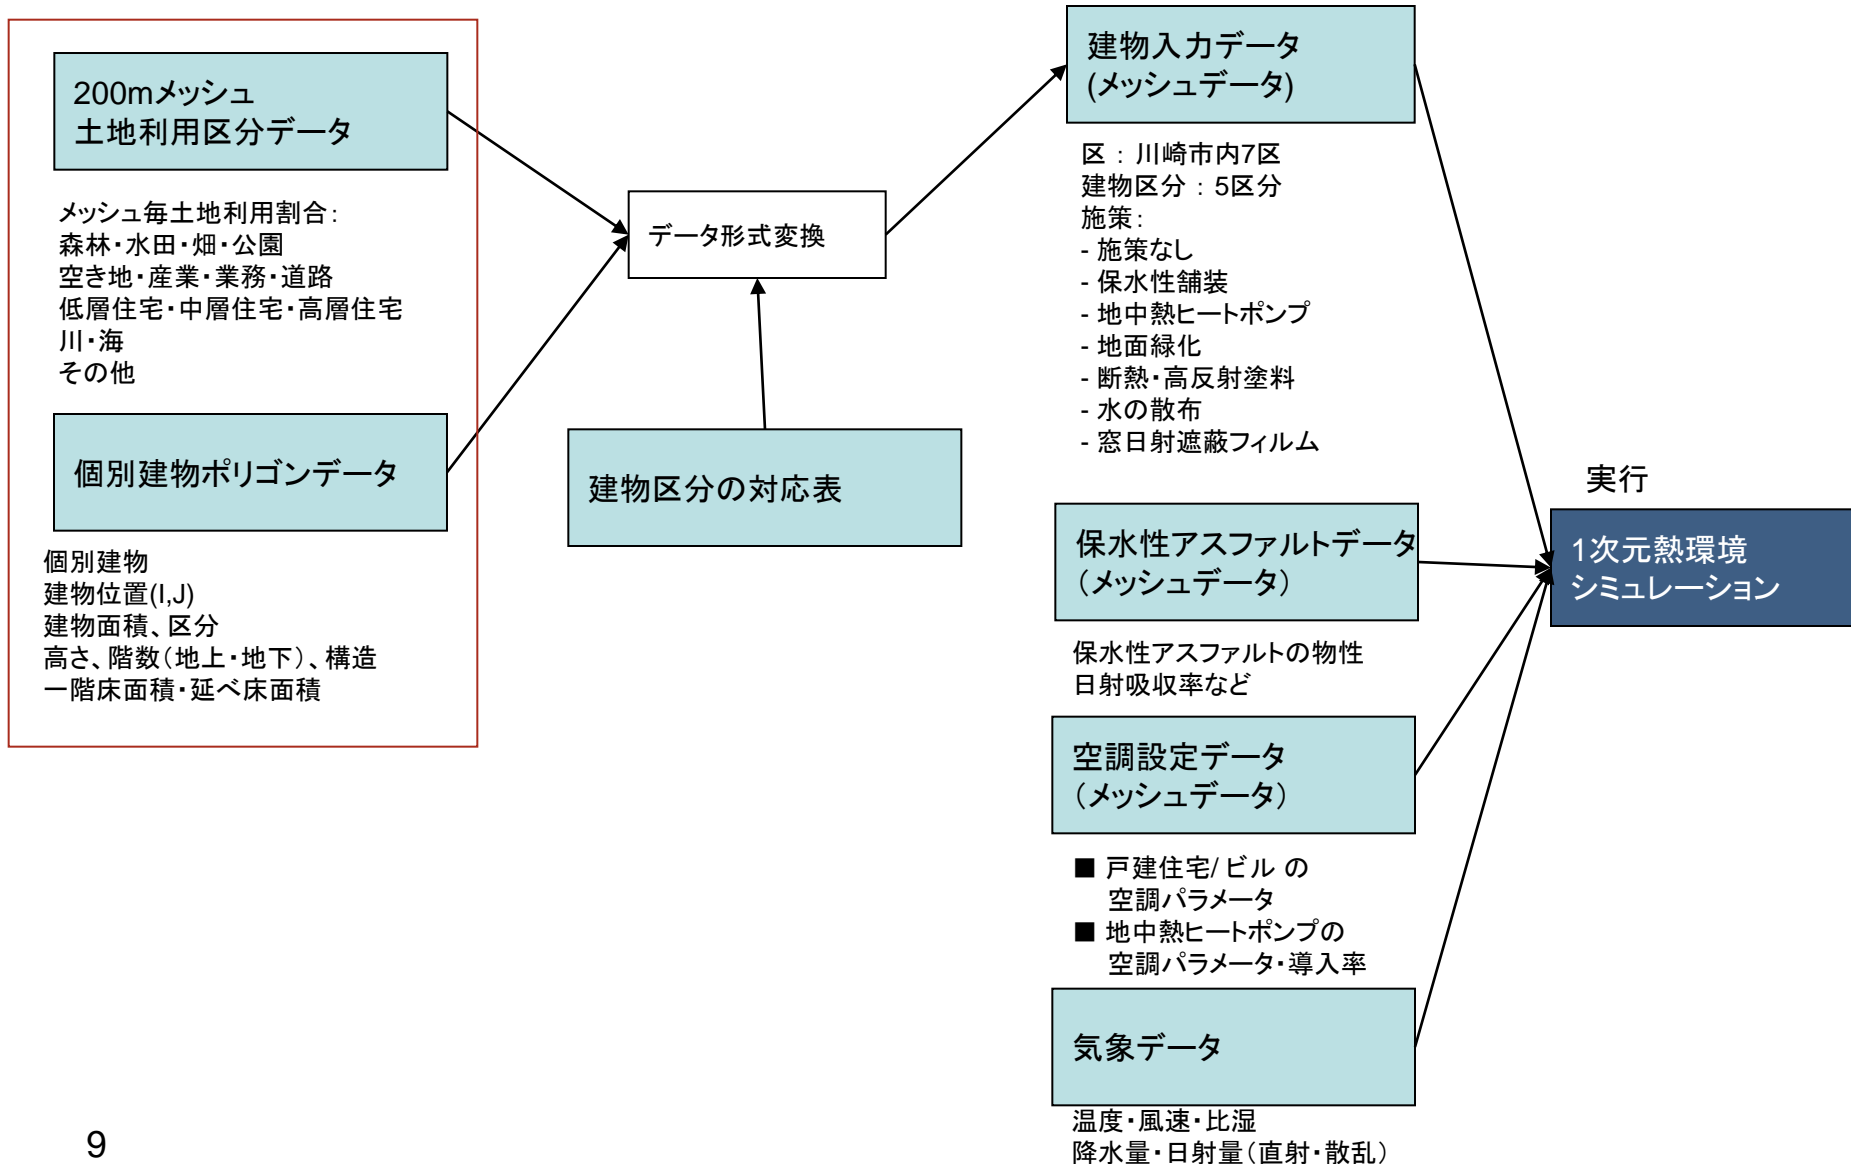 200mメッシュ
土地利用区分データ
メッシュ毎土地利用割合：
森林・水田・畑・公園
空き地・産業・業務・道路
低層住宅・中層住宅・高層住宅
川・海
その他
個別建物ポリゴンデータ
個別建物
建物位置(I,J)
建物面積、区分
高さ、階数（地上・地下）、構造
一階床面積・延べ床面積
データ形式変換
建物区分の対応表
建物入力データ
(メッシュデータ)
区 ： 川崎市内7区
建物区分 ： 5区分
施策：
- 施策なし
- 保水性舗装
- 地中熱ヒートポンプ
- 地面緑化
- 断熱・高反射塗料
- 水の散布
- 窓日射遮蔽フィルム
保水性アスファルトデータ
（メッシュデータ）
保水性アスファルトの物性
日射吸収率など
空調設定データ
（メッシュデータ）
■ 戸建住宅/ ビル の
空調パラメータ
■ 地中熱ヒートポンプの
空調パラメータ・導入率
気象データ
温度・風速・比湿
降水量・日射量（直射・散乱）
実行
1次元熱環境
シミュレーション
9